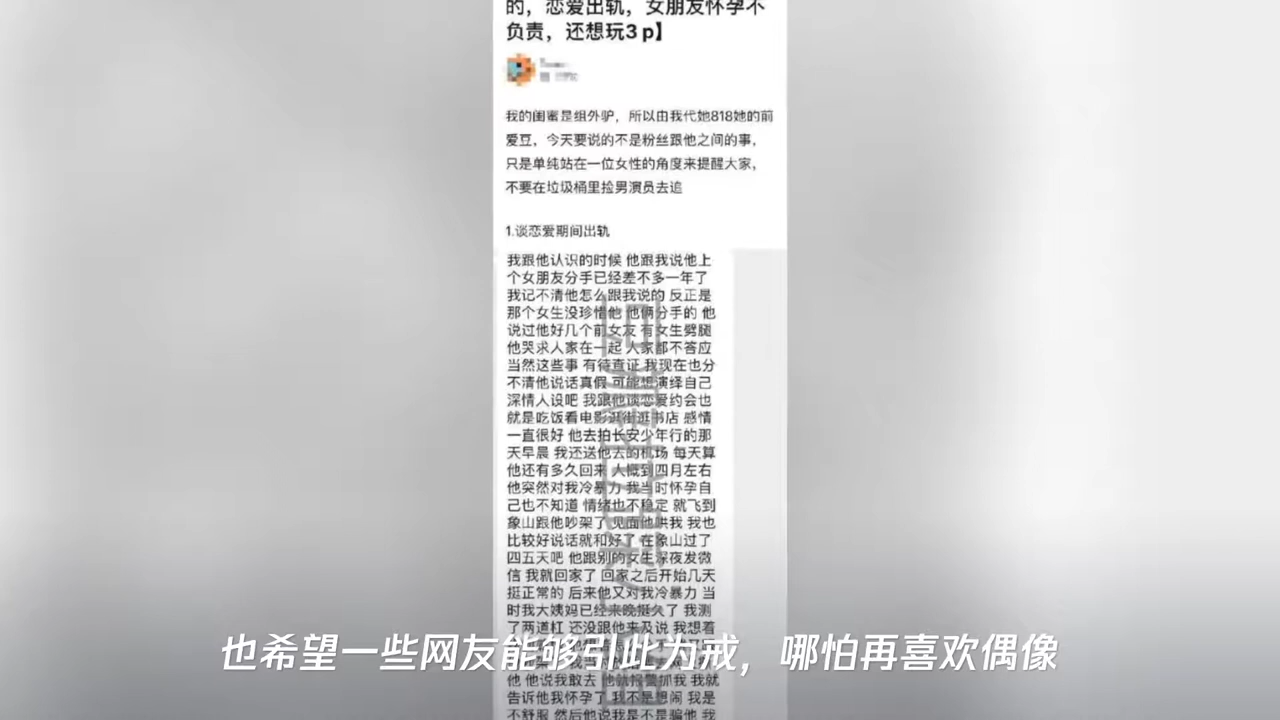 的，恋爱出轨，女朋友怀孕不
负责，还想玩3 p】
我的闺蜜是组外驴，所以由我代她818她的前
爱豆，今天要说的不是粉丝跟他之间的事，
只是单纯站在一位女性的角度来提醒大家，
不要在垃圾桶里捡男演员去追
1.谈恋爱期间出轨
我跟他认识的时候 他跟我说他上
个女朋友分手已经差不多一年了
我记不清他怎么跟我说的 反正是
那个女生没珍惜他 他俩分手的 他
说过他好几个前女友 有女生劈腿
他哭求人家在一起 人家都不答应
当然这些事 有待查证 我现在也分
不清他说话真假 可能想演绎自己
深情人设吧 我跟他谈恋爱约会也
就是吃饭看电影逛街逛书店 感情
一直很好 他去拍长安少年行的那
天早晨 我还送他去的机场 每天算
他还有多久回来 大概到四月左右
他突然对我冷暴力 我当时怀孕自
己也不知道 情绪也不稳定 就飞到
象山跟他吵架了 见面他哄我 我也
比较好说话就和好了 在象山过了
四五天吧 他跟别的女生深夜发微
信 我就回家了 回家之后开始几天
挺正常的 后来他又对我冷暴力 当
时我大姨妈已经来晚挺久了 我测
了两道杠 还没跟他来及说 我想着
也希望一些网友能够引此为戒，哪怕再喜欢偶像
他 他说我敢去 他就报警抓我 我就
告诉他我怀孕了 我不是想闹 我是
不舒服 然后他说我是不是骗他 我